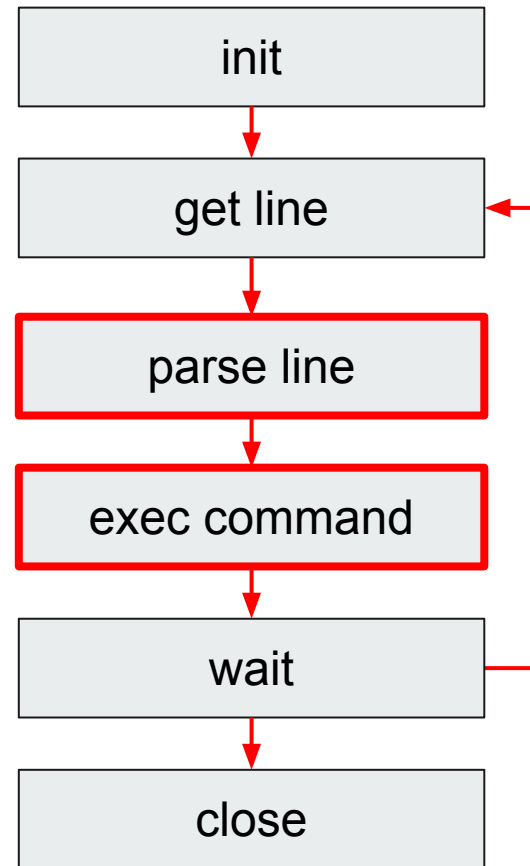 init
get line
parse line
exec command
wait
close